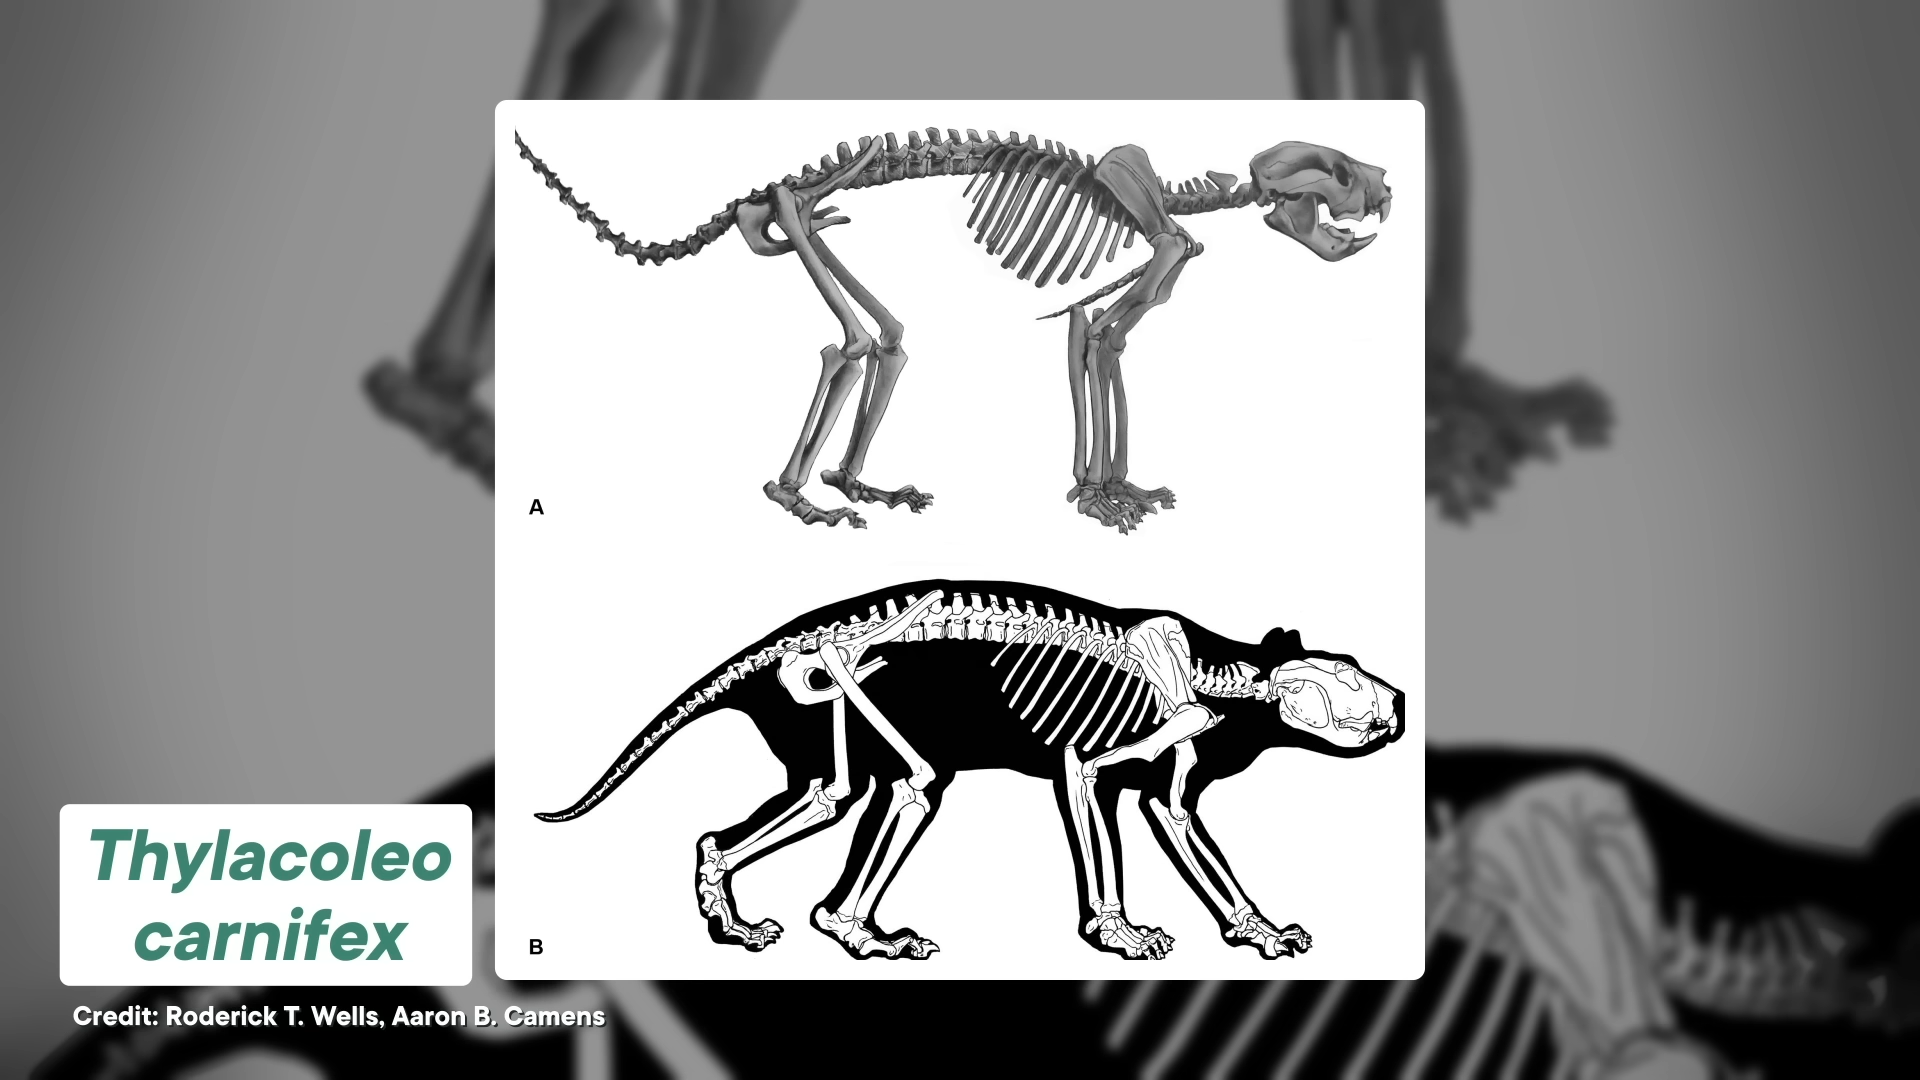 A
B
Thylacoleo
carnifex
Credit: Roderick T. Wells, Aaron B. Camens